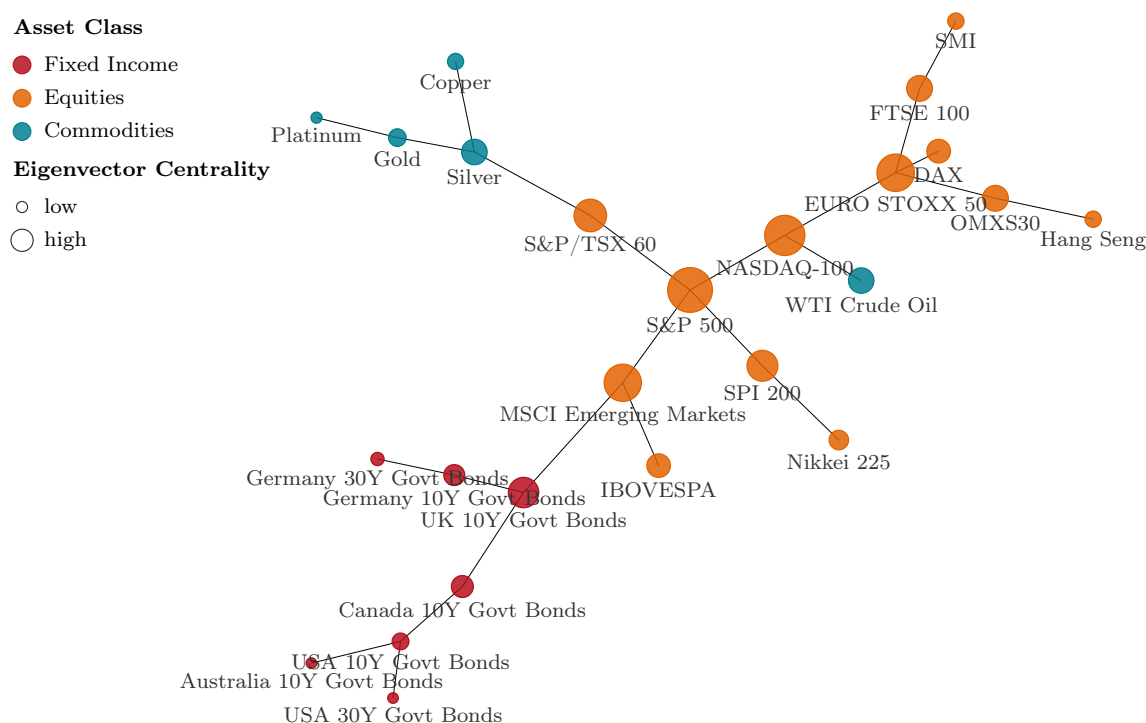 Asset Class
Fixed Income
Equities
Commodities
Eigenvector Centrality
low
high
SMI
Copper
FTSE 100
Platinum
Gold
Silver
DAX
EURO STOXX 50
OMXS30
Hang Seng
S&P/TSX 60
NASDAQ-100
WTI Crude Oil
S&P 500
SPI 200
MSCI Emerging Markets
Nikkei 225
Germany 30Y Govt Bonds
IBOVESPA
Germany 10Y Govt Bonds
UK 10Y Govt Bonds
Canada 10Y Govt Bonds
USA 10Y Govt Bonds
Australia 10Y Govt Bonds
USA 30Y Govt Bonds